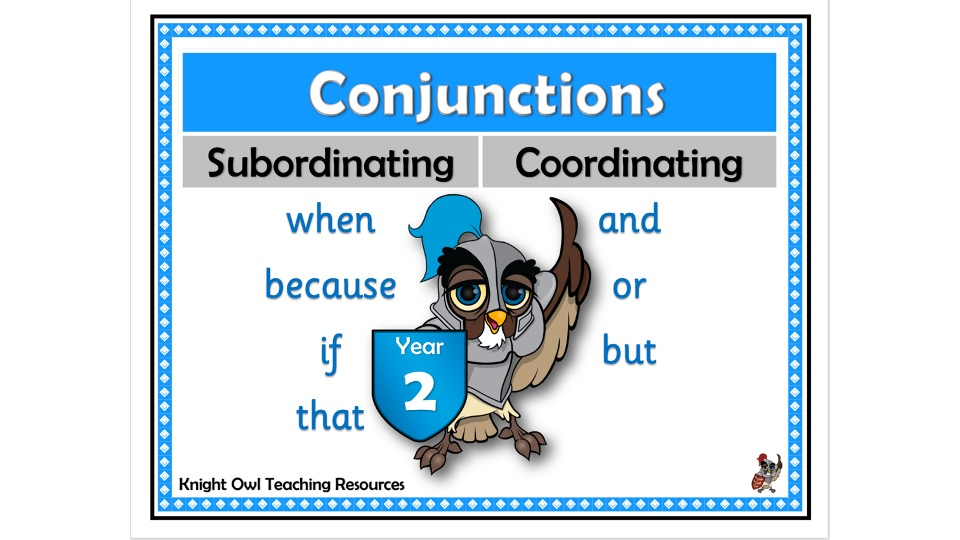 Conjunctions
Subordinating
Coordinating
when
because
if
that
and
or
but
Year
2
Knight Owl Teaching Resources